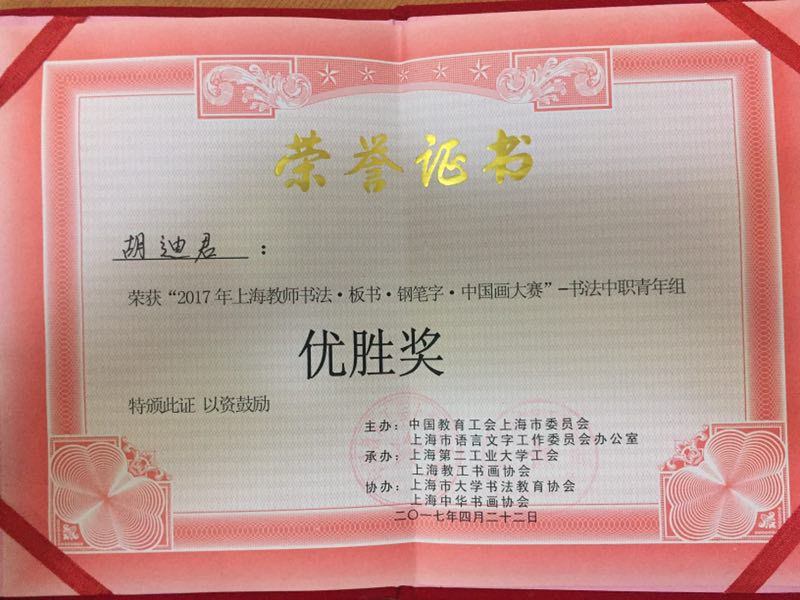 荣誉证书
胡迪君：
荣获“2017年上海教师书法·板书·钢笔字·中国画大赛”-书法中职青年组
优胜奖
特颁此证 以资鼓励
主办：中国教育工会上海市委员会
上海市语言文字工作委员会办公室
承办：上海第二工业大学工会
上海教工书画协会
协办：上海市大学书法教育协会
上海中华书画协会
二〇一七年四月二十二日